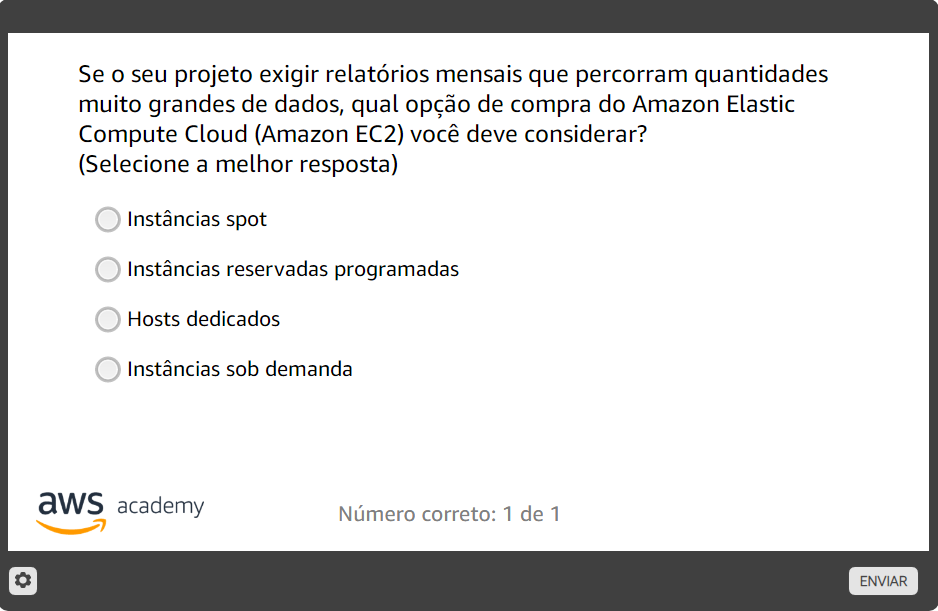 Se o seu projeto exigir relatórios mensais que percorram quantidades
muito grandes de dados, qual opção de compra do Amazon Elastic
Compute Cloud (Amazon EC2) você deve considerar?
(Selecione a melhor resposta)
Instâncias spot
Instâncias reservadas programadas
Hosts dedicados
Instâncias sob demanda
aws academy
Número correto: 1 de 1
ENVIAR